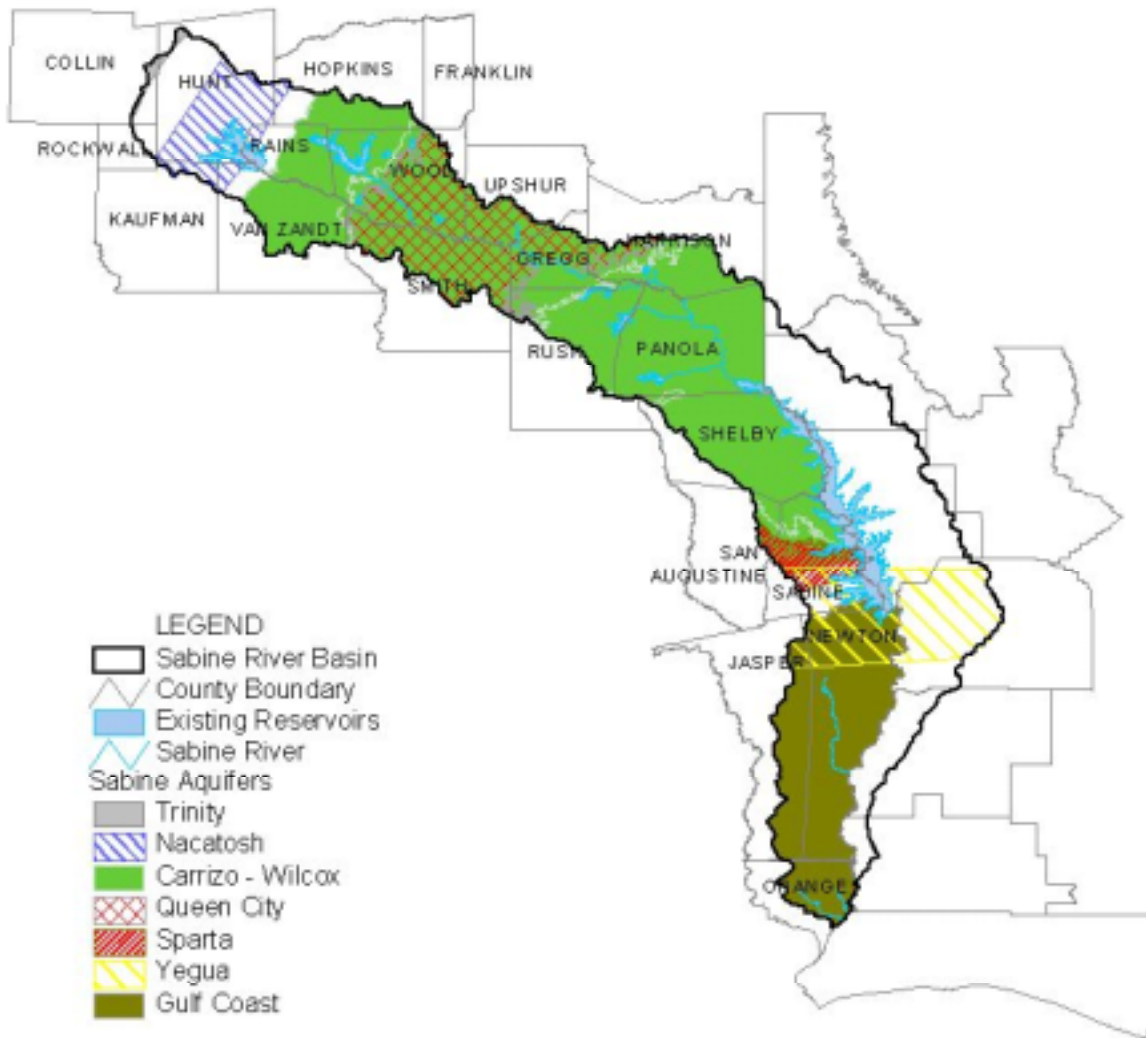 COLLIN
HUNT
HOPKINS
FRANKLIN
ROCKWALL
RAINS
WOOD
UPSHUR
KAUFMAN
VAN ZANDT
HARRISON
GREGG
SMITH
RUSK
PANOLA
SHELBY
SAN
AUGUSTINE
SABINE
NEWTON
JASPER
ORANGE
LEGEND
Sabine River Basin
County Boundary
Existing Reservoirs
Sabine River
Sabine Aquifers
Trinity
Nacatosh
Carrizo - Wilcox
Queen City
Sparta
Yegua
Gulf Coast